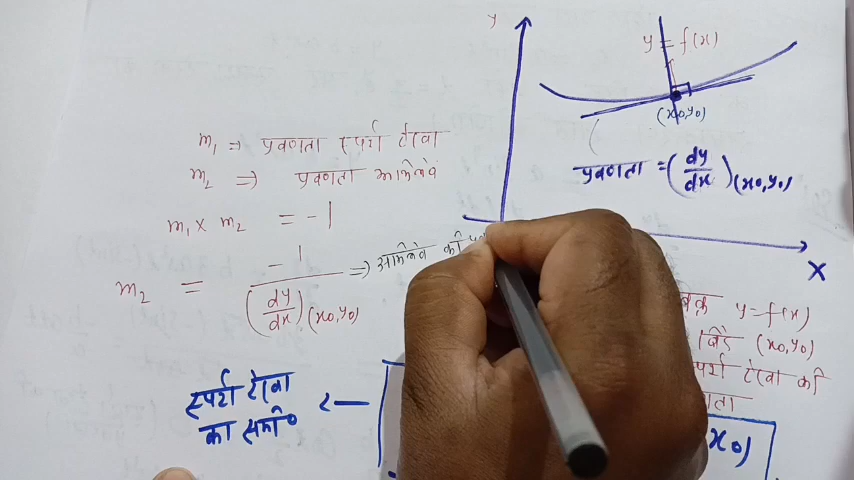 y
y = f(x)
(x0,y0)
m₁ ⇒ प्रवणता स्पर्श रेखा
m₂ ⇒ प्रवणता अभिलंब
प्रवणता = (dy/dx)(x0,y0)
m₁ × m₂ = -1
m₂ = -1/(dy/dx)(x0,y0) ⇒ अभिलंब की
X
y = f(x)
(x0,y0)
रेखा की
स्पर्श रेखा
का समी०
x0)